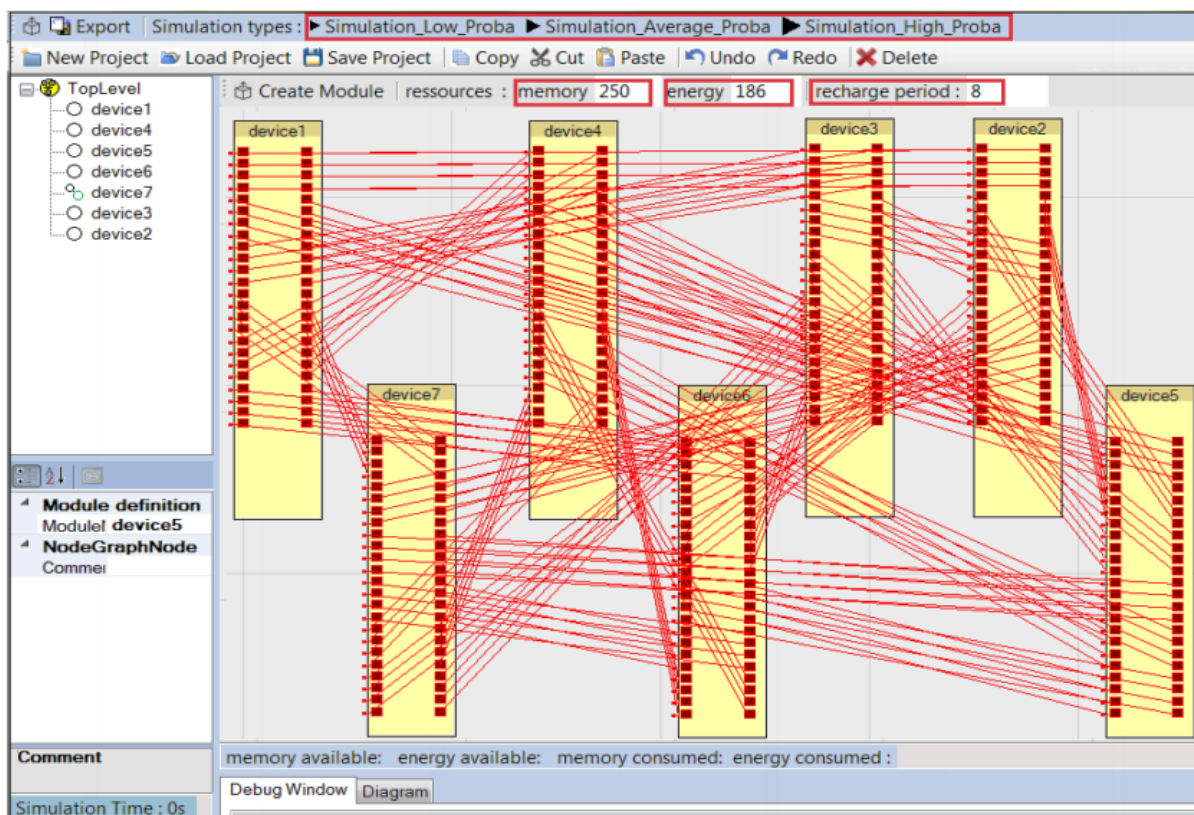 Export Simulation types : Simulation_Low_Proba Simulation_Average_Proba Simulation_High_Proba
New Project Load Project Save Project Copy Cut Paste Undo Redo Delete
TopLevel
device1
device4
device5
device6
device7
device3
device2
Create Module ressources : memory 250 energy 186 recharge period : 8
device1 device4 device3 device2
device7 device6 device5
Module definition
Modulel device5
NodeGraphNode
Commei
Comment
Simulation Time : 0s
memory available: energy available: memory consumed: energy consumed :
Debug Window Diagram